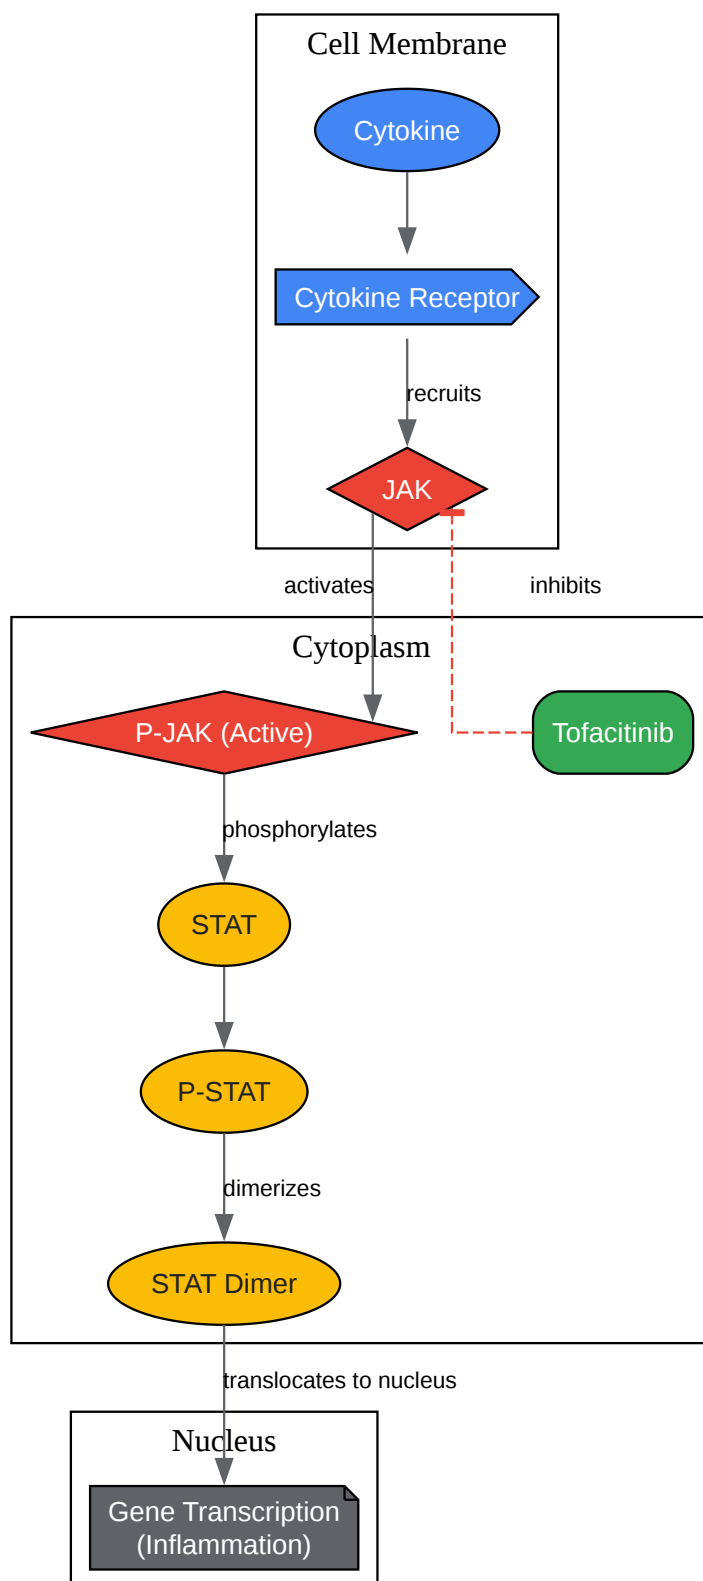 Cell Membrane
Cytokine
Cytokine Receptor
recruits
JAK
activates
inhibits
Cytoplasm
P-JAK (Active)
Tofacitinib
phosphorylates
STAT
P-STAT
dimerizes
STAT Dimer
translocates to nucleus
Nucleus
Gene Transcription
(Inflammation)